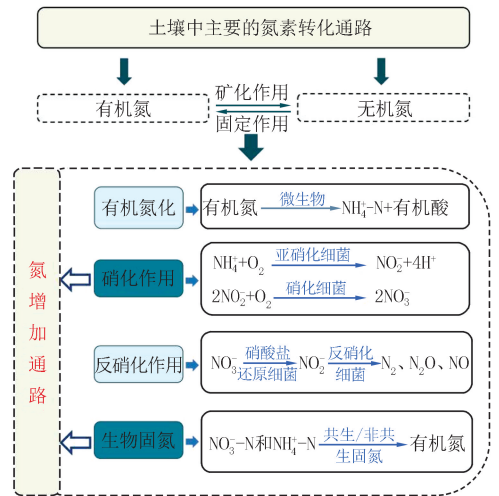 土壤中主要的氮素转化通路
有机氮
矿化作用
固定作用
无机氮
氮增加通路
有机氮化
有机氮 微生物 NH₄⁺-N+有机酸
硝化作用
NH₄⁺+O₂ 亚硝化细菌 NO₂⁻+4H⁺
2NO₂⁻+O₂ 硝化细菌 2NO₃⁻
反硝化作用
NO₃⁻ 硝酸盐还原细菌 NO₂⁻ 反硝化细菌 N₂、N₂O、NO
生物固氮
NO₃⁻-N和NH₄⁺-N 共生/非共生固氮 有机氮